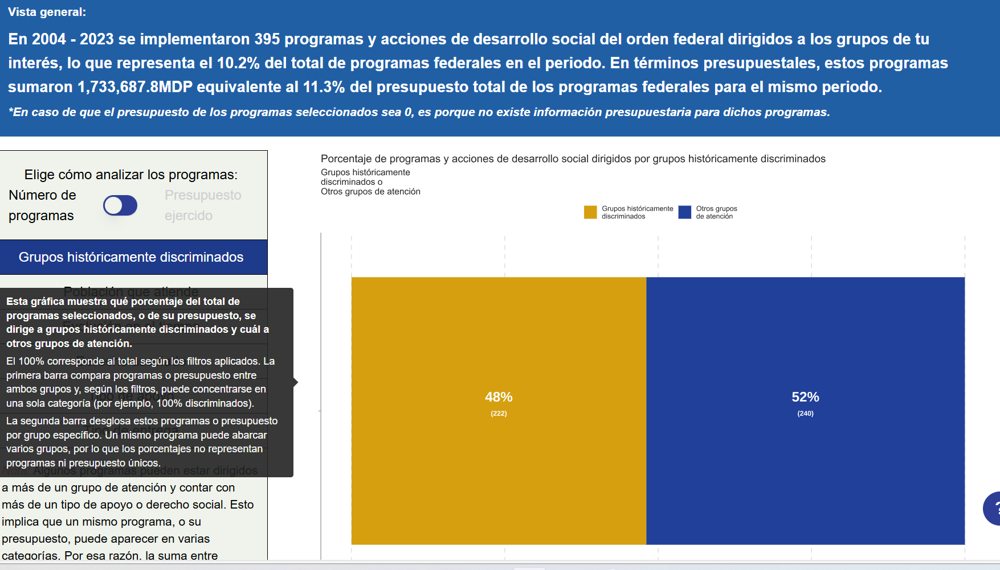 Vista general:
En 2004 - 2023 se implementaron 395 programas y acciones de desarrollo social del orden federal dirigidos a los grupos de tu
interés, lo que representa el 10.2% del total de programas federales en el periodo. En términos presupuestales, estos programas
sumaron 1,733,687.8MDP equivalente al 11.3% del presupuesto total de los programas federales para el mismo periodo.
*En caso de que el presupuesto de los programas seleccionados sea 0, es porque no existe información presupuestaria para dichos programas.
Elige cómo analizar los programas:
Número de
programas
Presupuesto
ejercido
Grupos históricamente discriminados
Población que atiende
Esta gráfica muestra qué porcentaje del total de
programas seleccionados, o de su presupuesto, se
dirige a grupos históricamente discriminados y cuál a
otros grupos de atención.
El 100% corresponde al total según los filtros aplicados. La
primera barra compara programas o presupuesto entre
ambos grupos y, según los filtros, puede concentrarse en
una sola categoría (por ejemplo, 100% discriminados).
La segunda barra desglosa estos programas o presupuesto
por grupo específico. Un mismo programa puede abarcar
varios grupos, por lo que los porcentajes no representan
programas ni presupuesto únicos.
Evolución en el tiempo
Tipo de apoyo
Tipo de entrega
Nota: Algunos programas pueden estar dirigidos
a más de un grupo de atención y contar con
más de un tipo de apoyo o derecho social. Esto
implica que un mismo programa, o su
presupuesto, puede aparecer en varias
categorías. Por esa razón, la suma entre
Porcentaje de programas y acciones de desarrollo social dirigidos por grupos históricamente discriminados
Grupos históricamente
discriminados o
Otros grupos de atención
Grupos históricamente
discriminados
Otros grupos
de atención
48%
(222)
52%
(240)
?